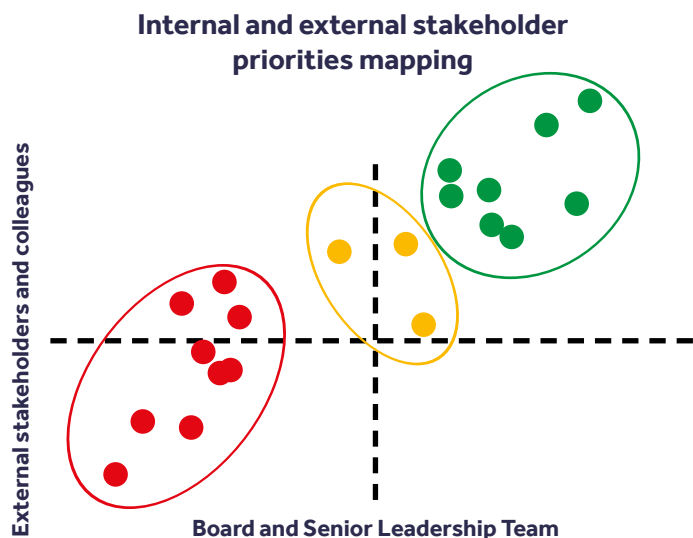 Internal and external stakeholder
priorities mapping
External stakeholders and colleagues
Board and Senior Leadership Team